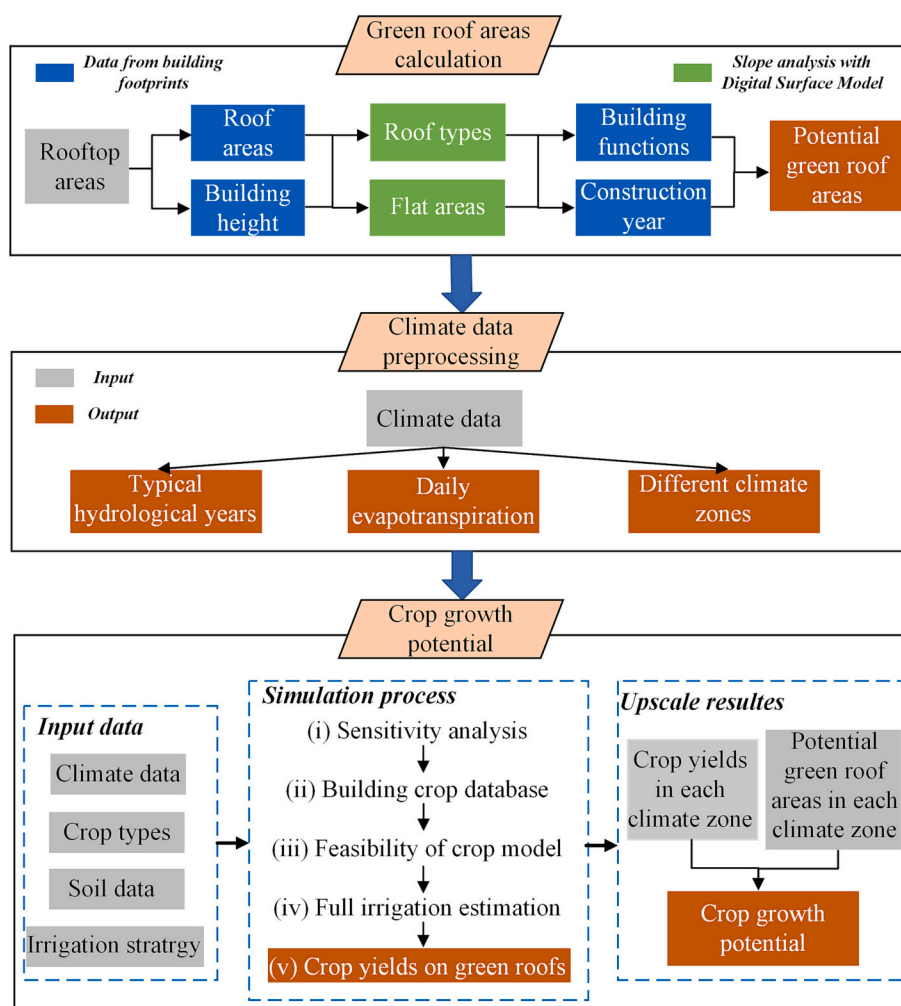 Green roof areas
calculation
Data from building
footprints
Slope analysis with
Digital Surface Model
Rooftop
areas
Roof
areas
Building
height
Roof types
Flat areas
Building
functions
Construction
year
Potential
green roof
areas
Climate data
preprocessing
Input
Output
Climate data
Typical
hydrological years
Daily
evapotranspiration
Different climate
zones
Crop growth
potential
Input data
Climate data
Crop types
Soil data
Irrigation stratrgy
Simulation process
(i) Sensitivity analysis
(ii) Building crop database
(iii) Feasibility of crop model
(iv) Full irrigation estimation
(v) Crop yields on green roofs
Upscale resultes
Crop yields
in each
climate zone
Potential
green roof
areas in each
climate zone
Crop growth
potential